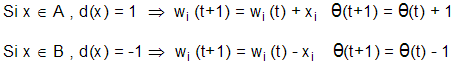 Si x ∈ A , d(x) = 1 ⇒ wᵢ (t+1) = wᵢ (t) + xᵢ θ(t+1) = θ(t) + 1
Si x ∈ B , d(x) = -1 ⇒ wᵢ (t+1) = wᵢ (t) - xᵢ θ(t+1) = θ(t) - 1